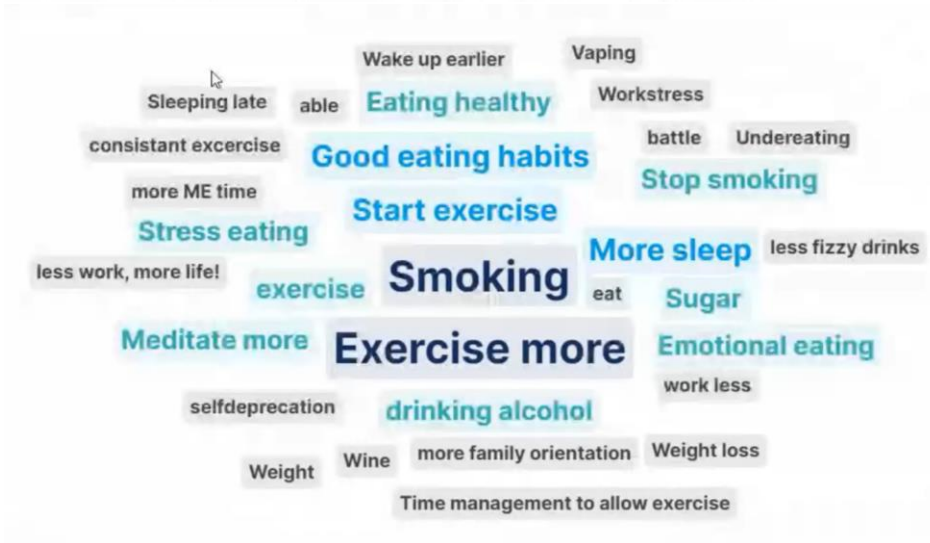 Wake up earlier
Vaping
Sleeping late
able
Eating healthy
Workstress
consistant excercise
Good eating habits
battle
Undereating
more ME time
Start exercise
Stop smoking
Stress eating
More sleep
less fizzy drinks
less work, more life!
exercise
Smoking
eat
Sugar
Meditate more
Exercise more
Emotional eating
work less
selfdeprecation
drinking alcohol
Weight
Wine
more family orientation
Weight loss
Time management to allow exercise